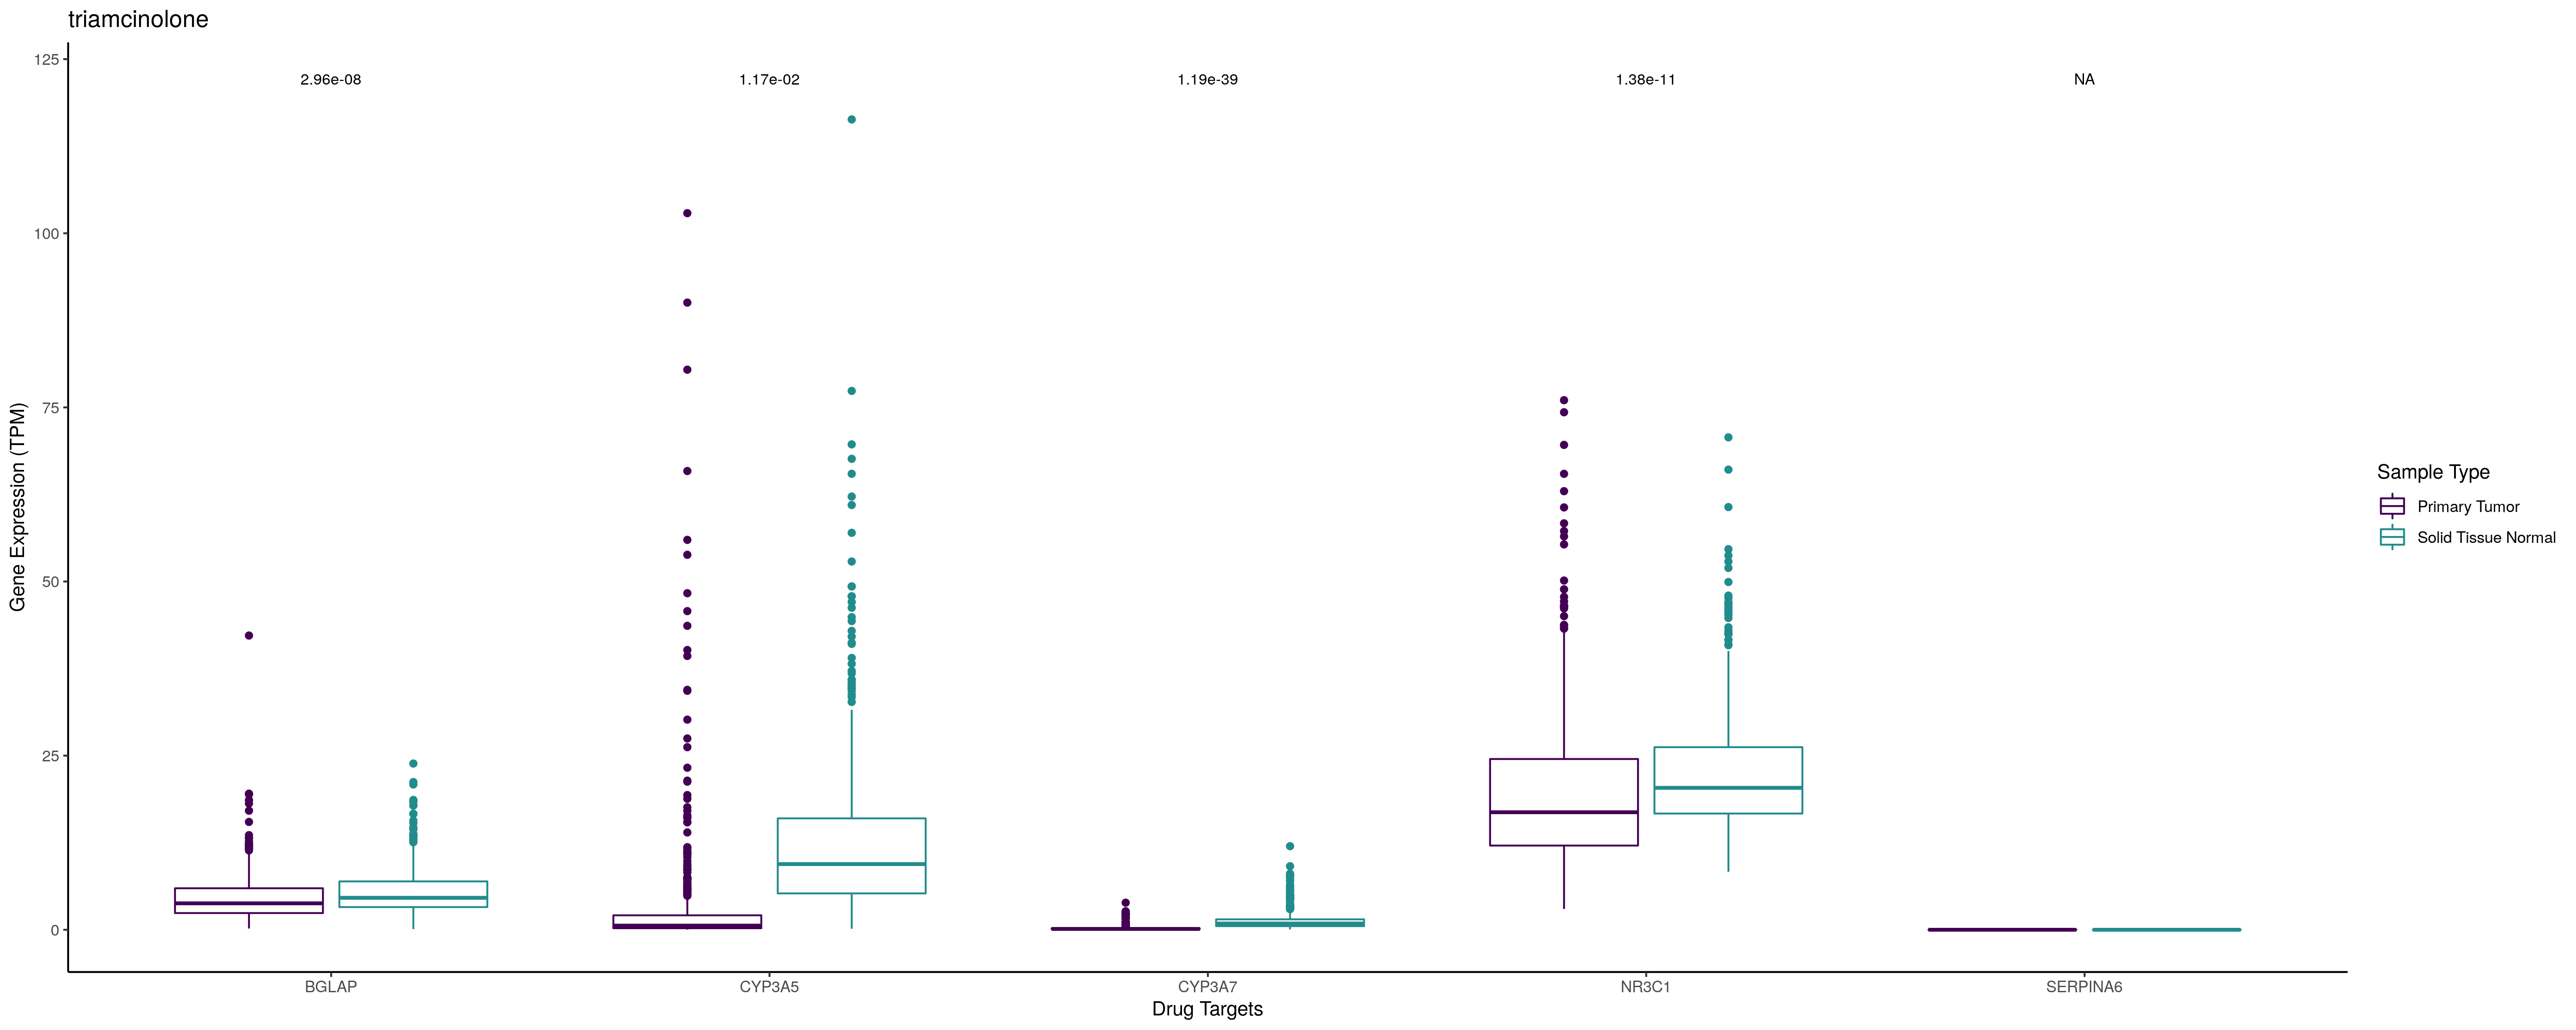 triamcinolone
125
100
75
50
25
0
Gene Expression (TPM)
2.96e-08
1.17e-02
1.19e-39
1.38e-11
NA
BGLAP
CYP3A5
CYP3A7
NR3C1
SERPINA6
Drug Targets
Sample Type
Primary Tumor
Solid Tissue Normal